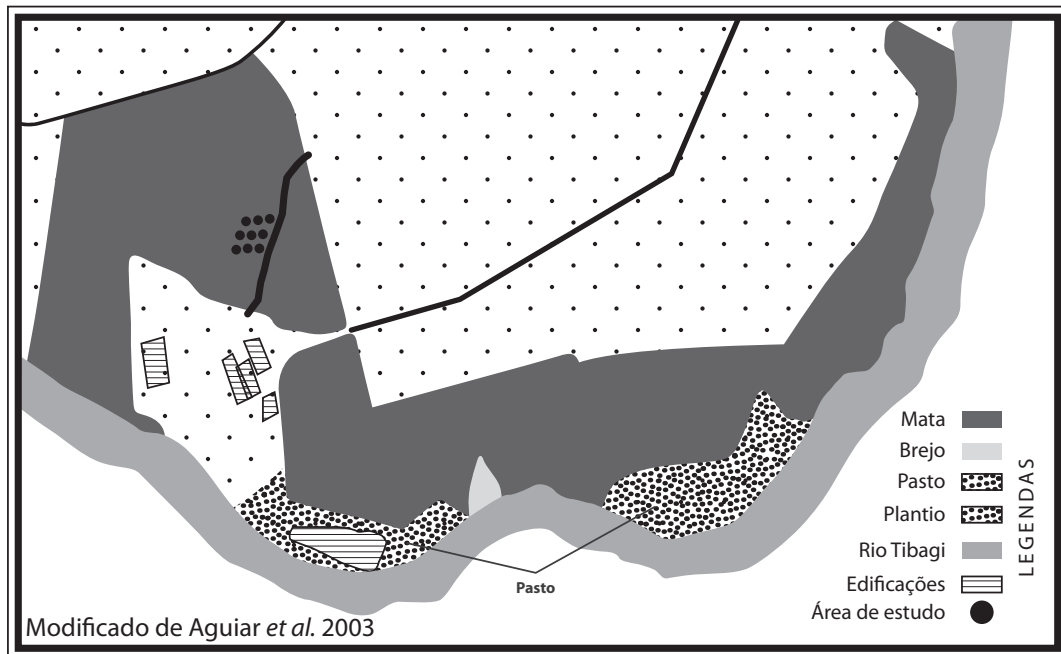 Mata
Brejo
Pasto
Plantio
Rio Tibagi
Edificações
Área de estudo
LEGENDAS
Pasto
Modificado de Aguiar et al. 2003